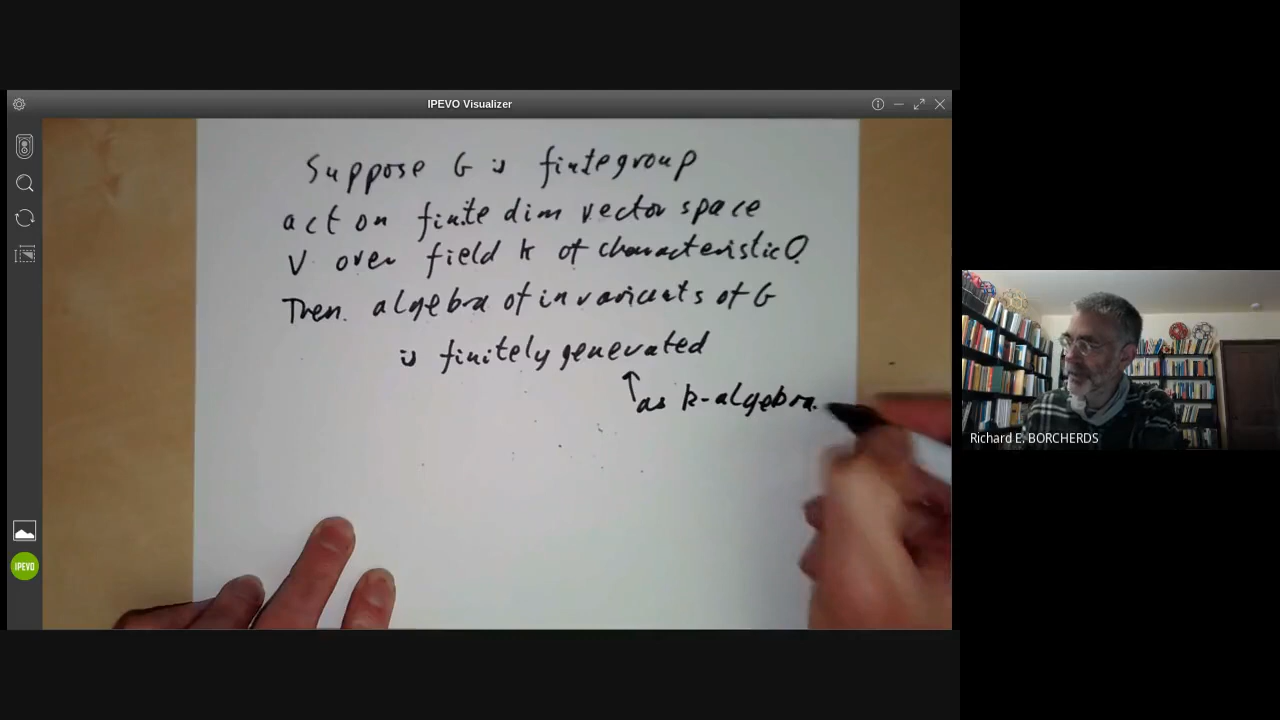 IPEVO Visualizer
Suppose G is finite group
act on finite dim vector space
V over field k of characteristic 0.
Then. algebra of invariants of G
is finitely generated
as k-algebra.
Richard E. BORCHERDS
IPEVO